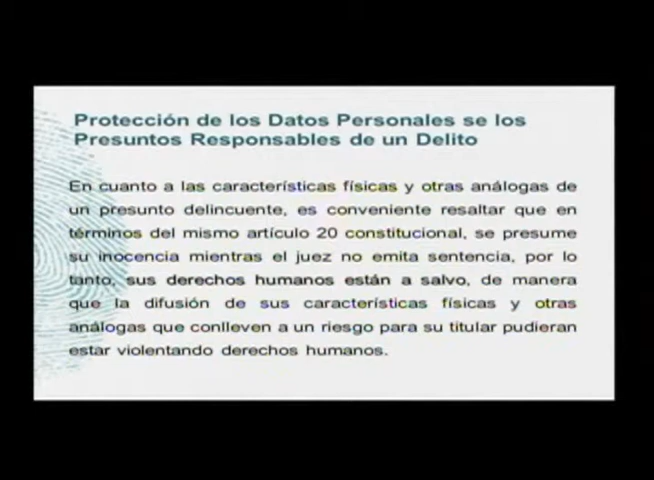 Protección de los Datos Personales se los
Presuntos Responsables de un Delito
En cuanto a las características físicas y otras análogas de
un presunto delincuente, es conveniente resaltar que en
términos del mismo artículo 20 constitucional, se presume
su inocencia mientras el juez no emita sentencia, por lo
tanto, sus derechos humanos están a salvo, de manera
que la difusión de sus características físicas y otras
análogas que conlleven a un riesgo para su titular pudieran
estar violentando derechos humanos.